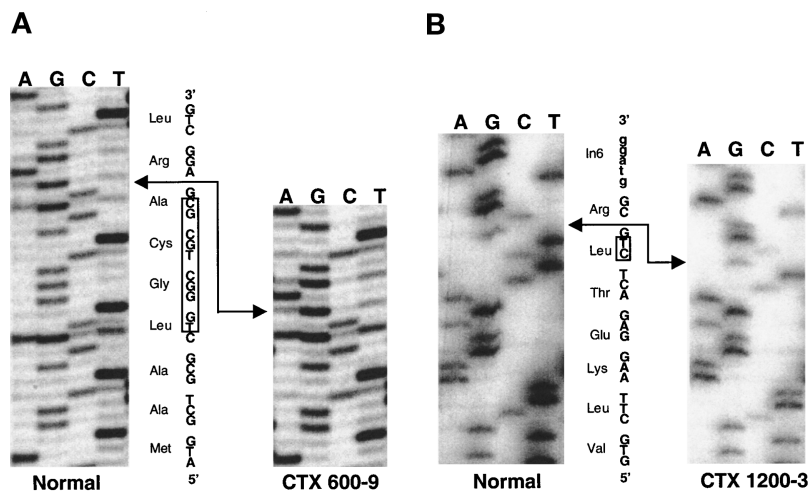 A
A G C T
3'
Leu G T C
Arg G G A
Ala G C G
Cys C G T
Gly C G G
Leu G T C
Ala G C G
Ala T C G
Met G T A
5'
Normal
A G C T
CTX 600-9
B
A G C T
3'
In6 g g a t g
Arg G C
Leu G T C
Thr T C A
Glu G A G
Lys G A A
Leu T T C
Val G T G
5'
Normal
A G C T
CTX 1200-3